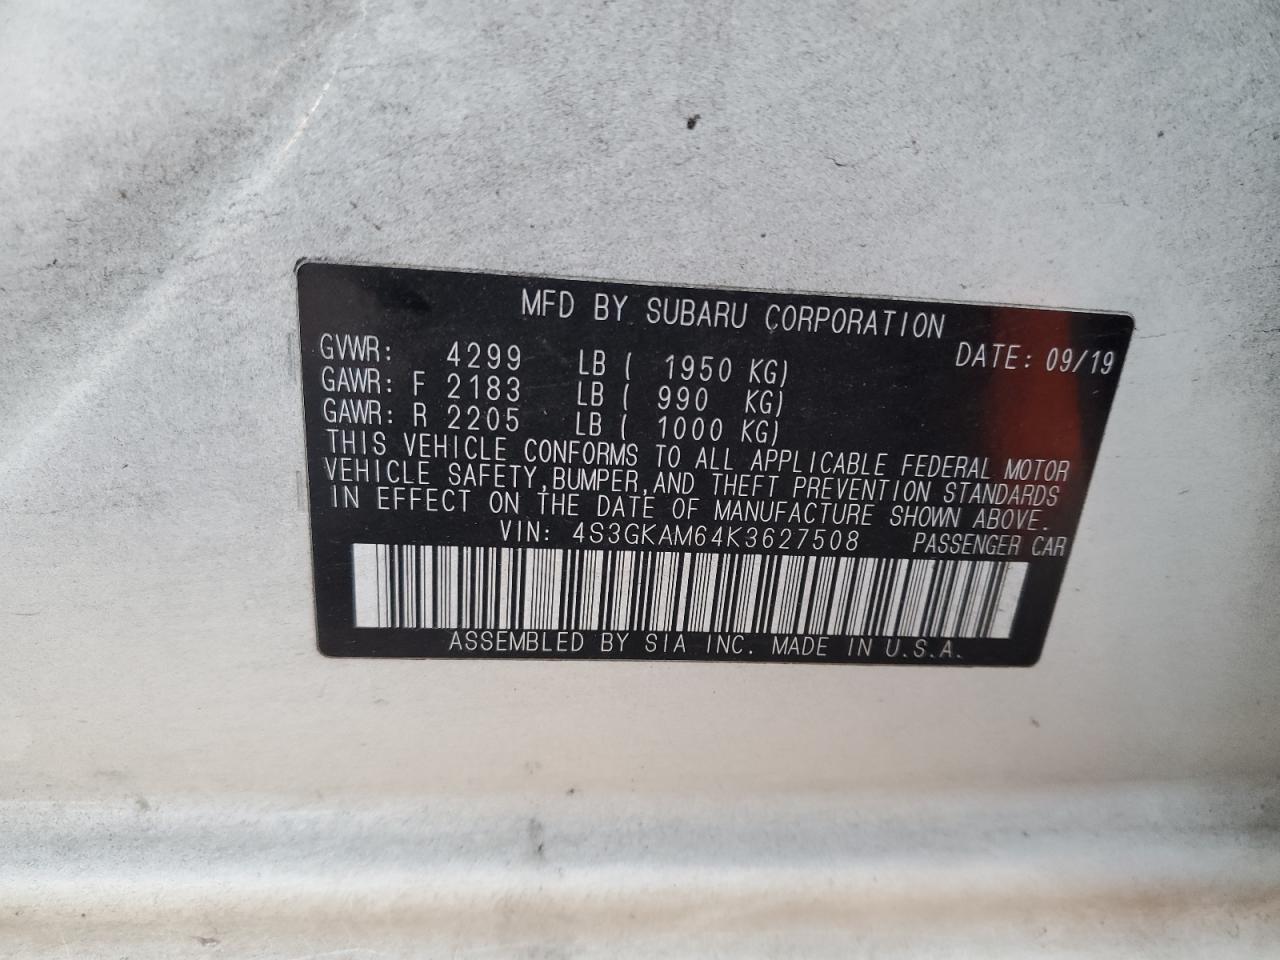 MFD BY SUBARU CORPORATION
DATE: 09/19
GVWR: 4299 LB ( 1950 KG)
GAWR: F 2183 LB ( 990 KG)
GAWR: R 2205 LB ( 1000 KG)
THIS VEHICLE CONFORMS TO ALL APPLICABLE FEDERAL MOTOR
VEHICLE SAFETY, BUMPER, AND THEFT PREVENTION STANDARDS
IN EFFECT ON THE DATE OF MANUFACTURE SHOWN ABOVE.
VIN: 4S3GKAM64K3627508 PASSENGER CAR
ASSEMBLED BY SIA INC. MADE IN U.S.A.